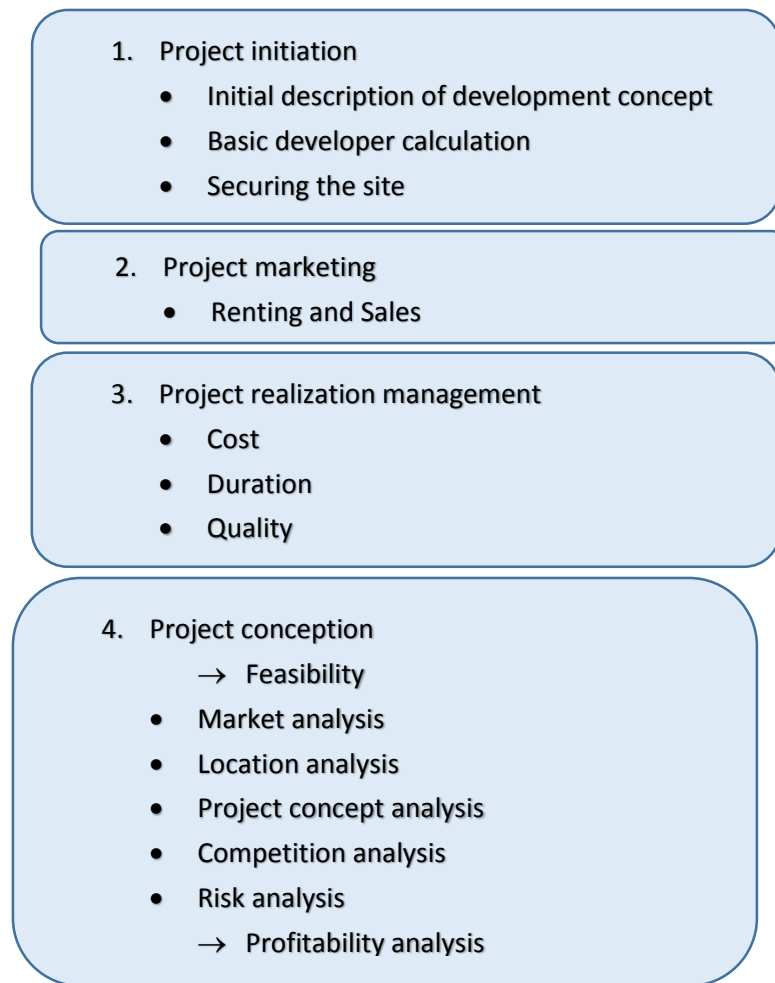 1. Project initiation
• Initial description of development concept
• Basic developer calculation
• Securing the site
2. Project marketing
• Renting and Sales
3. Project realization management
• Cost
• Duration
• Quality
4. Project conception
→ Feasibility
• Market analysis
• Location analysis
• Project concept analysis
• Competition analysis
• Risk analysis
→ Profitability analysis